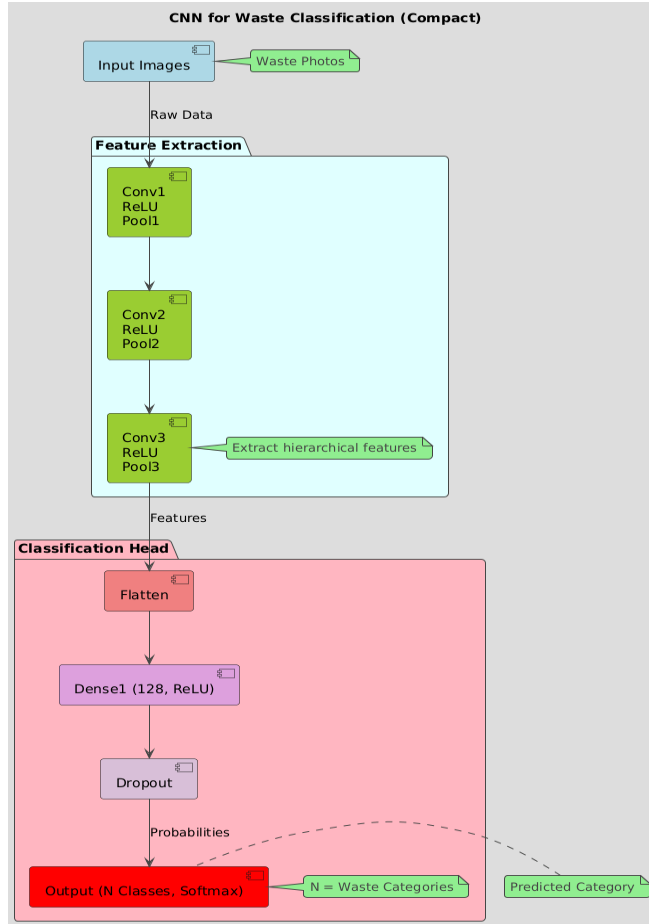 CNN for Waste Classification (Compact)
Input Images
Waste Photos
Raw Data
Feature Extraction
Conv1
ReLU
Pool1
Conv2
ReLU
Pool2
Conv3
ReLU
Pool3
Extract hierarchical features
Features
Classification Head
Flatten
Dense1 (128, ReLU)
Dropout
Probabilities
Output (N Classes, Softmax)
N = Waste Categories
Predicted Category